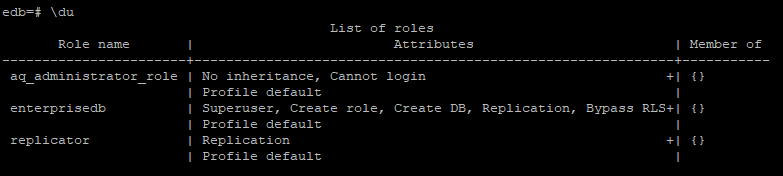 edb=# \du
                                          List of roles
       Role name        |                         Attributes                         | Member of
------------------------+------------------------------------------------------------+-----------
 aq_administrator_role  | No inheritance, Cannot login                              +| {}
                        | Profile default                                            |
 enterprisedb           | Superuser, Create role, Create DB, Replication, Bypass RLS+| {}
                        | Profile default                                            |
 replicator             | Replication                                               +| {}
                        | Profile default                                            |